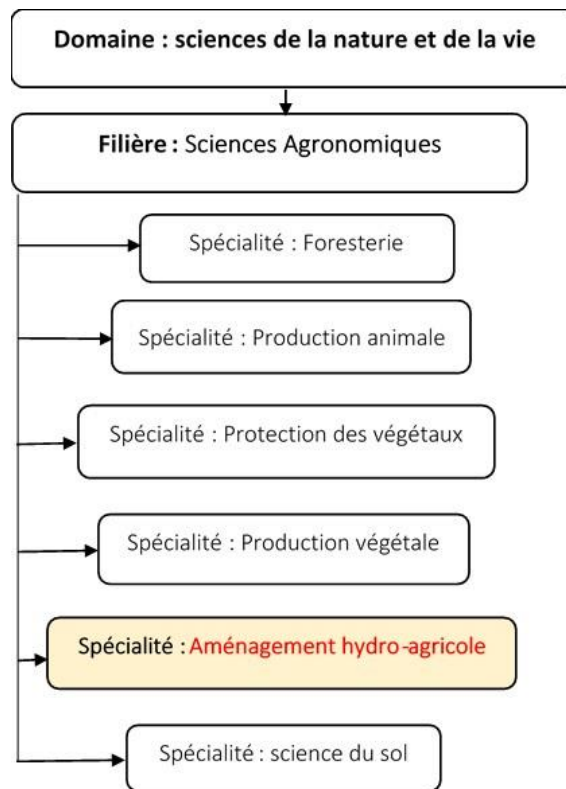 Domaine : sciences de la nature et de la vie
Filière : Sciences Agronomiques
Spécialité : Foresterie
Spécialité : Production animale
Spécialité : Protection des végétaux
Spécialité : Production végétale
Spécialité : Aménagement hydro-agricole
Spécialité : science du sol